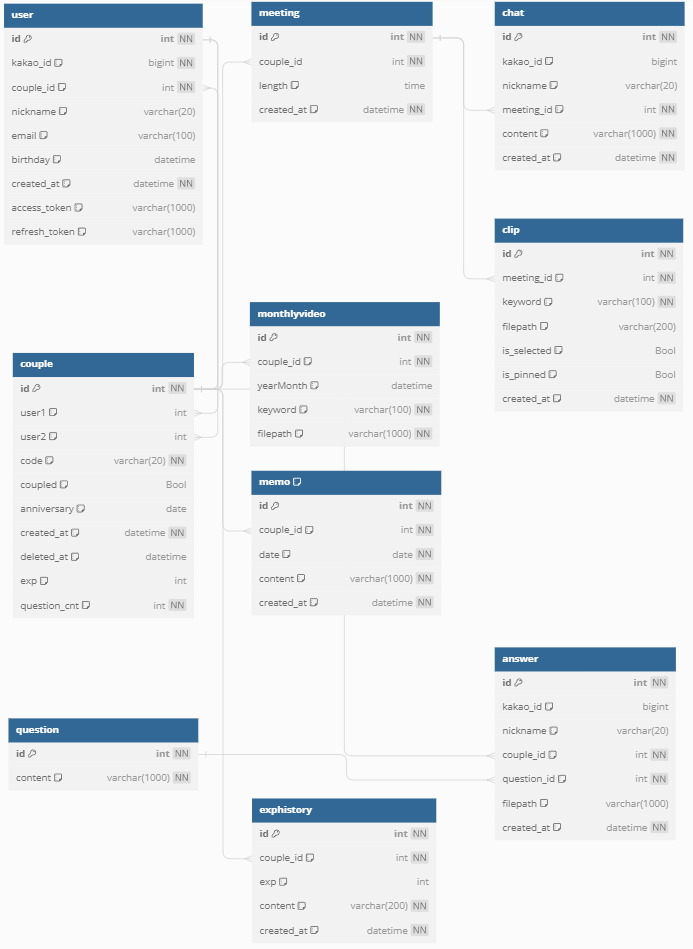 user
id int NN
kakao_id bigint NN
couple_id int NN
nickname varchar(20)
email varchar(100)
birthday datetime
created_at datetime NN
access_token varchar(1000)
refresh_token varchar(1000)
meeting
id int NN
couple_id int NN
length time
created_at datetime NN
chat
id int NN
kakao_id bigint
nickname varchar(20)
meeting_id int NN
content varchar(1000) NN
created_at datetime NN
clip
id int NN
meeting_id int NN
keyword varchar(100) NN
filepath varchar(200)
is_selected Bool
is_pinned Bool
created_at datetime NN
monthlyvideo
id int NN
couple_id int NN
yearMonth datetime
keyword varchar(100) NN
filepath varchar(1000) NN
couple
id int NN
user1 int
user2 int
code varchar(20) NN
coupled Bool
anniversary date
created_at datetime NN
deleted_at datetime
exp int
question_cnt int NN
memo
id int NN
couple_id int NN
date date NN
content varchar(1000) NN
created_at datetime NN
answer
id int NN
kakao_id bigint
nickname varchar(20)
couple_id int NN
question_id int NN
filepath varchar(1000)
created_at datetime NN
question
id int NN
content varchar(1000) NN
exphistory
id int NN
couple_id int NN
exp int
content varchar(200) NN
created_at datetime NN